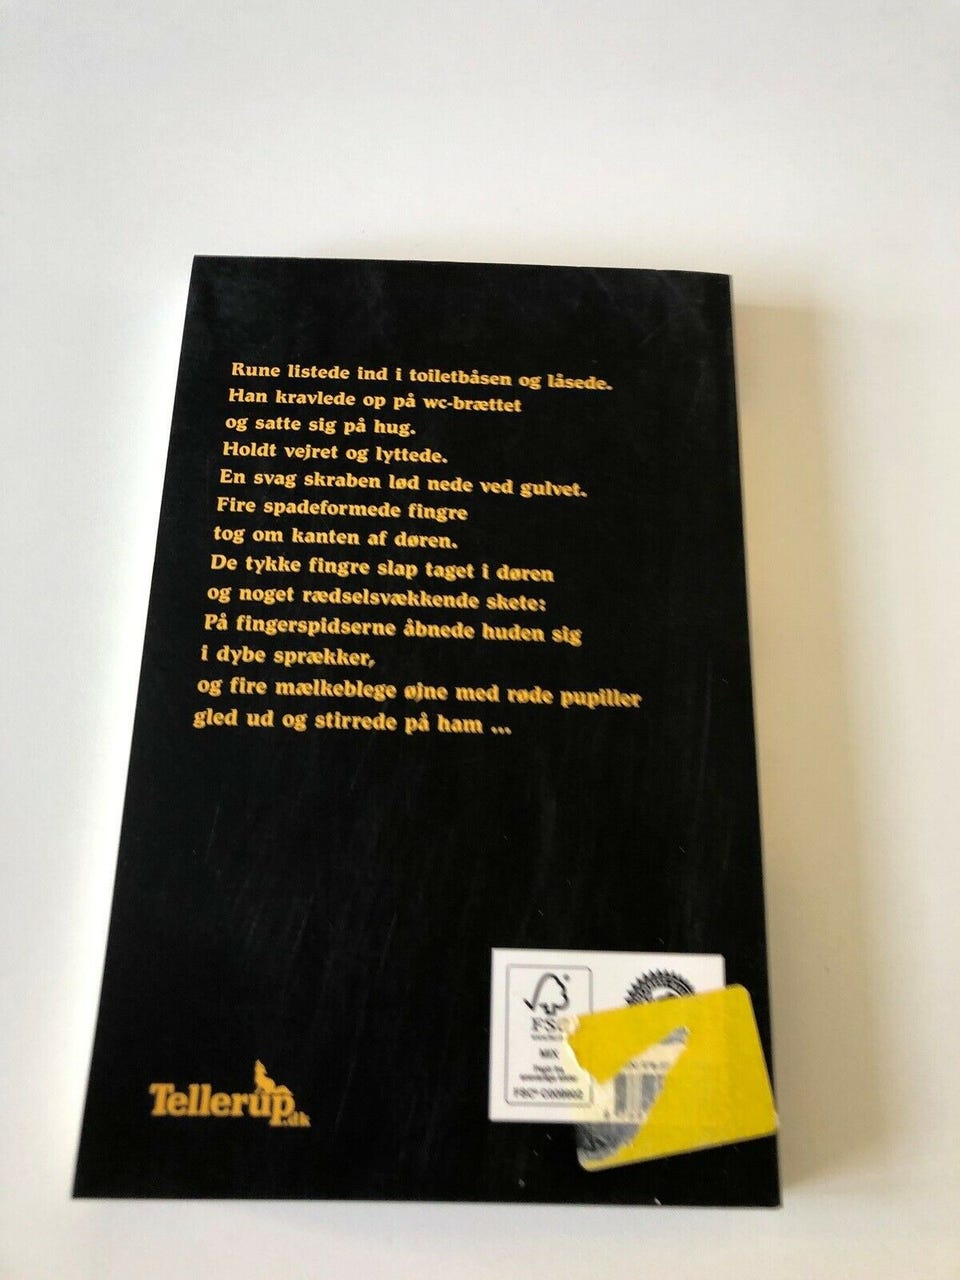 Rune listede ind i toiletbåsen og låsede.
Han kravlede op på wc-brættet
og satte sig på hug.
Holdt vejret og lyttede.
En svag skraben lød nede ved gulvet.
Fire spadeformede fingre
tog om kanten af døren.
De tykke fingre slap taget i døren
og noget rædselsvækkende skete:
På fingerspidserne åbnede huden sig
i dybe sprækker,
og fire mælkeblege øjne med røde pupiller
gled ud og stirrede på ham ...
FSC
MIX
Tellerup.dk